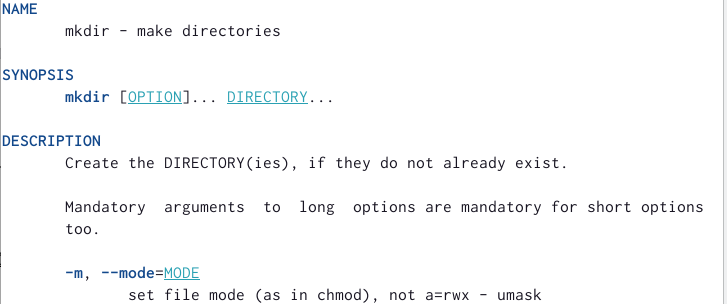 NAME
mkdir - make directories
SYNOPSIS
mkdir [OPTION]... DIRECTORY...
DESCRIPTION
Create the DIRECTORY(ies), if they do not already exist.
Mandatory arguments to long options are mandatory for short options
too.
-m, --mode=MODE
set file mode (as in chmod), not a=rwx - umask